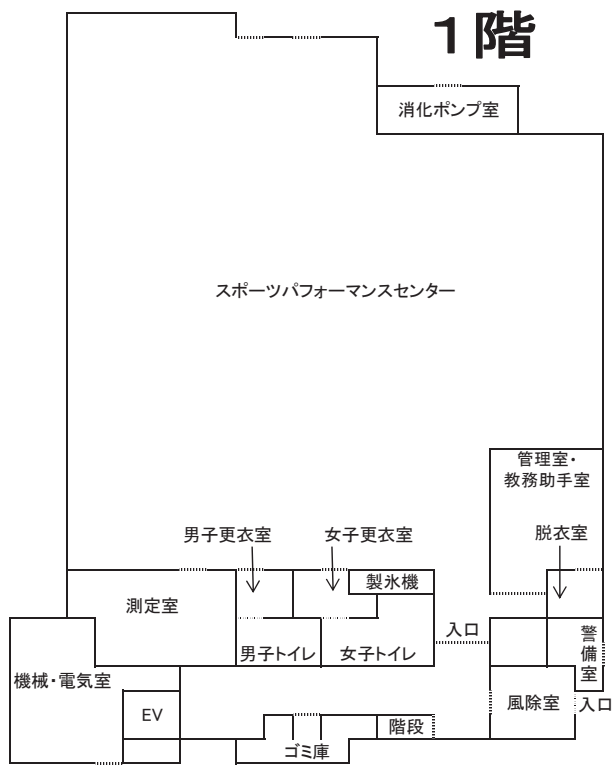 1階
消化ポンプ室
スポーツパフォーマンスセンター
管理室・
教務助手室
男子更衣室
女子更衣室
脱衣室
製氷機
測定室
入口
男子トイレ
女子トイレ
警備室
機械・電気室
EV
風除室
入口
階段
ゴミ庫